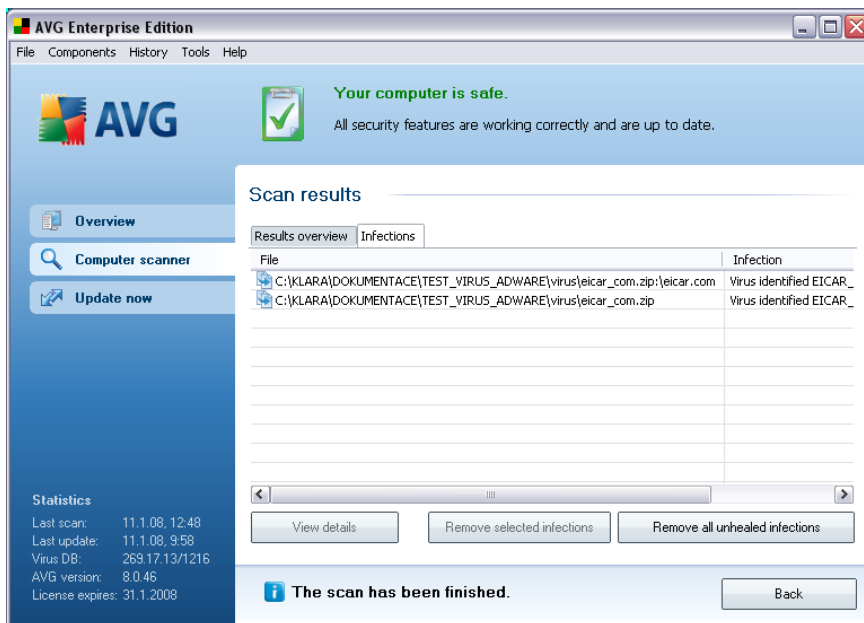 AVG Enterprise Edition
File Components History Tools Help
AVG
Your computer is safe.
All security features are working correctly and are up to date.
Overview
Computer scanner
Update now
Scan results
Results overview Infections
File Infection
C:\KLARA\DOKUMENTACE\TEST_VIRUS_ADWARE\virus\eicar_com.zip:\eicar.com Virus identified EICAR_
C:\KLARA\DOKUMENTACE\TEST_VIRUS_ADWARE\virus\eicar_com.zip Virus identified EICAR_
View details Remove selected infections Remove all unhealed infections
Statistics
Last scan: 11.1.08, 12:48
Last update: 11.1.08, 9:58
Virus DB: 269.17.13/1216
AVG version: 8.0.46
License expires: 31.1.2008
The scan has been finished.
Back